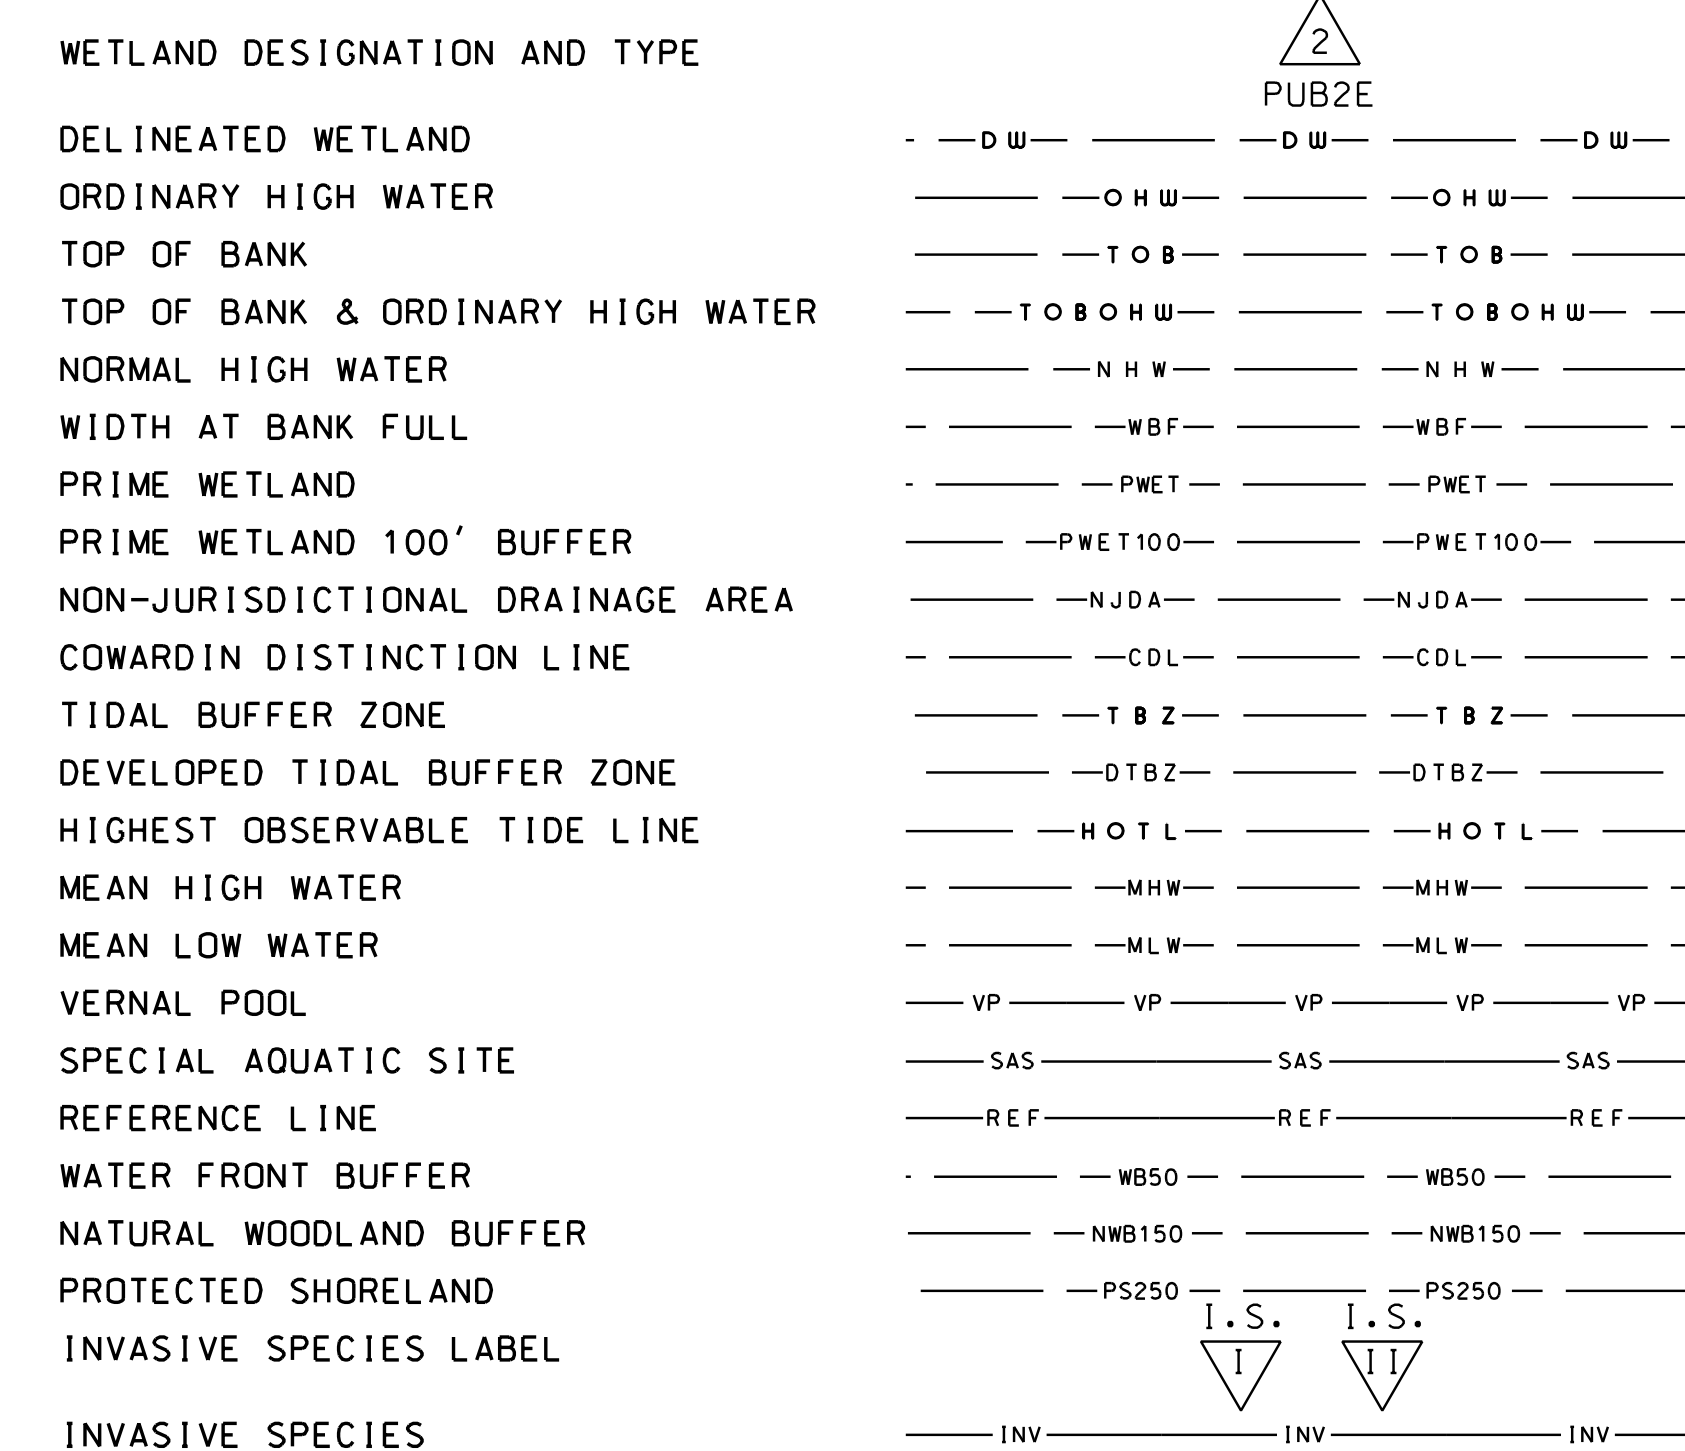 WETLAND DESIGNATION AND TYPE 2
PUB2E
DELINEATED WETLAND DW DW DW
ORDINARY HIGH WATER OHW OHW
TOP OF BANK TOB TOB
TOP OF BANK & ORDINARY HIGH WATER TOBOHW TOBOHW
NORMAL HIGH WATER NHW NHW
WIDTH AT BANK FULL WBF WBF
PRIME WETLAND PWET PWET
PRIME WETLAND 100' BUFFER PWET100 PWET100
NON-JURISDICTIONAL DRAINAGE AREA NJDA NJDA
COWARDIN DISTINCTION LINE CDL CDL
TIDAL BUFFER ZONE TBZ TBZ
DEVELOPED TIDAL BUFFER ZONE DTBZ DTBZ
HIGHEST OBSERVABLE TIDE LINE HOTL HOTL
MEAN HIGH WATER MHW MHW
MEAN LOW WATER MLW MLW
VERNAL POOL VP VP VP VP VP
SPECIAL AQUATIC SITE SAS SAS SAS
REFERENCE LINE REF REF REF
WATER FRONT BUFFER WB50 WB50
NATURAL WOODLAND BUFFER NWB150 NWB150
PROTECTED SHORELAND PS250 PS250
I.S. I.S.
INVASIVE SPECIES LABEL I II
INVASIVE SPECIES INV INV INV